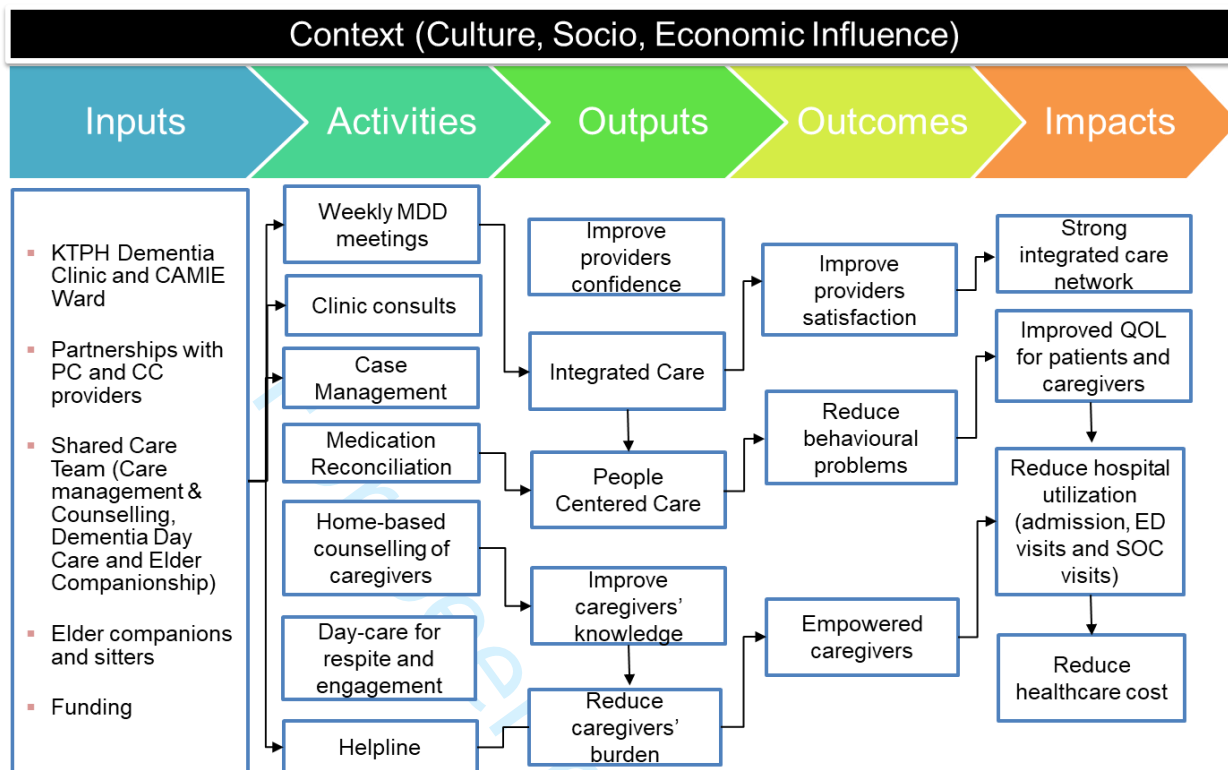 Context (Culture, Socio, Economic Influence)
Inputs
Activities
Outputs
Outcomes
Impacts
KTPH Dementia
Clinic and CAMIE
Ward
Partnerships with
PC and CC
providers
Shared Care
Team (Care
management &
Counselling,
Dementia Day
Care and Elder
Companionship)
Elder companions
and sitters
Funding
Weekly MDD
meetings
Clinic consults
Case
Management
Medication
Reconciliation
Home-based
counselling of
caregivers
Day-care for
respite and
engagement
Helpline
Improve
providers
confidence
Integrated Care
People
Centered Care
Improve
caregivers’
knowledge
Reduce
caregivers’
burden
Improve
providers
satisfaction
Reduce
behavioural
problems
Empowered
caregivers
Strong
integrated care
network
Improved QOL
for patients and
caregivers
Reduce hospital
utilization
(admission, ED
visits and SOC
visits)
Reduce
healthcare cost